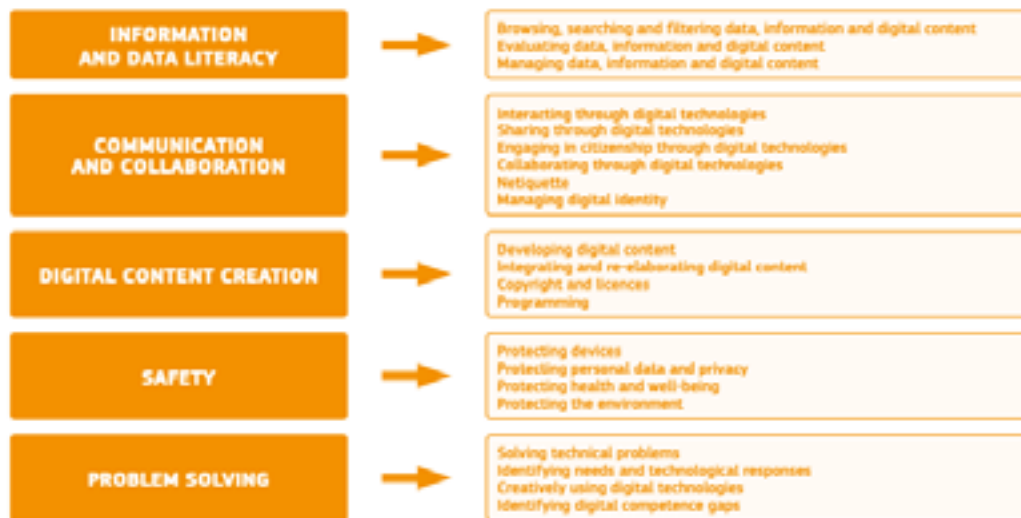 INFORMATION
AND DATA LITERACY
Browsing, searching and filtering data, information and digital content
Evaluating data, information and digital content
Managing data, information and digital content
COMMUNICATION
AND COLLABORATION
Interacting through digital technologies
Sharing through digital technologies
Engaging in citizenship through digital technologies
Collaborating through digital technologies
Netiquette
Managing digital identity
DIGITAL CONTENT CREATION
Developing digital content
Integrating and re-elaborating digital content
Copyright and licences
Programming
SAFETY
Protecting devices
Protecting personal data and privacy
Protecting health and well-being
Protecting the environment
PROBLEM SOLVING
Solving technical problems
Identifying needs and technological responses
Creatively using digital technologies
Identifying digital competence gaps